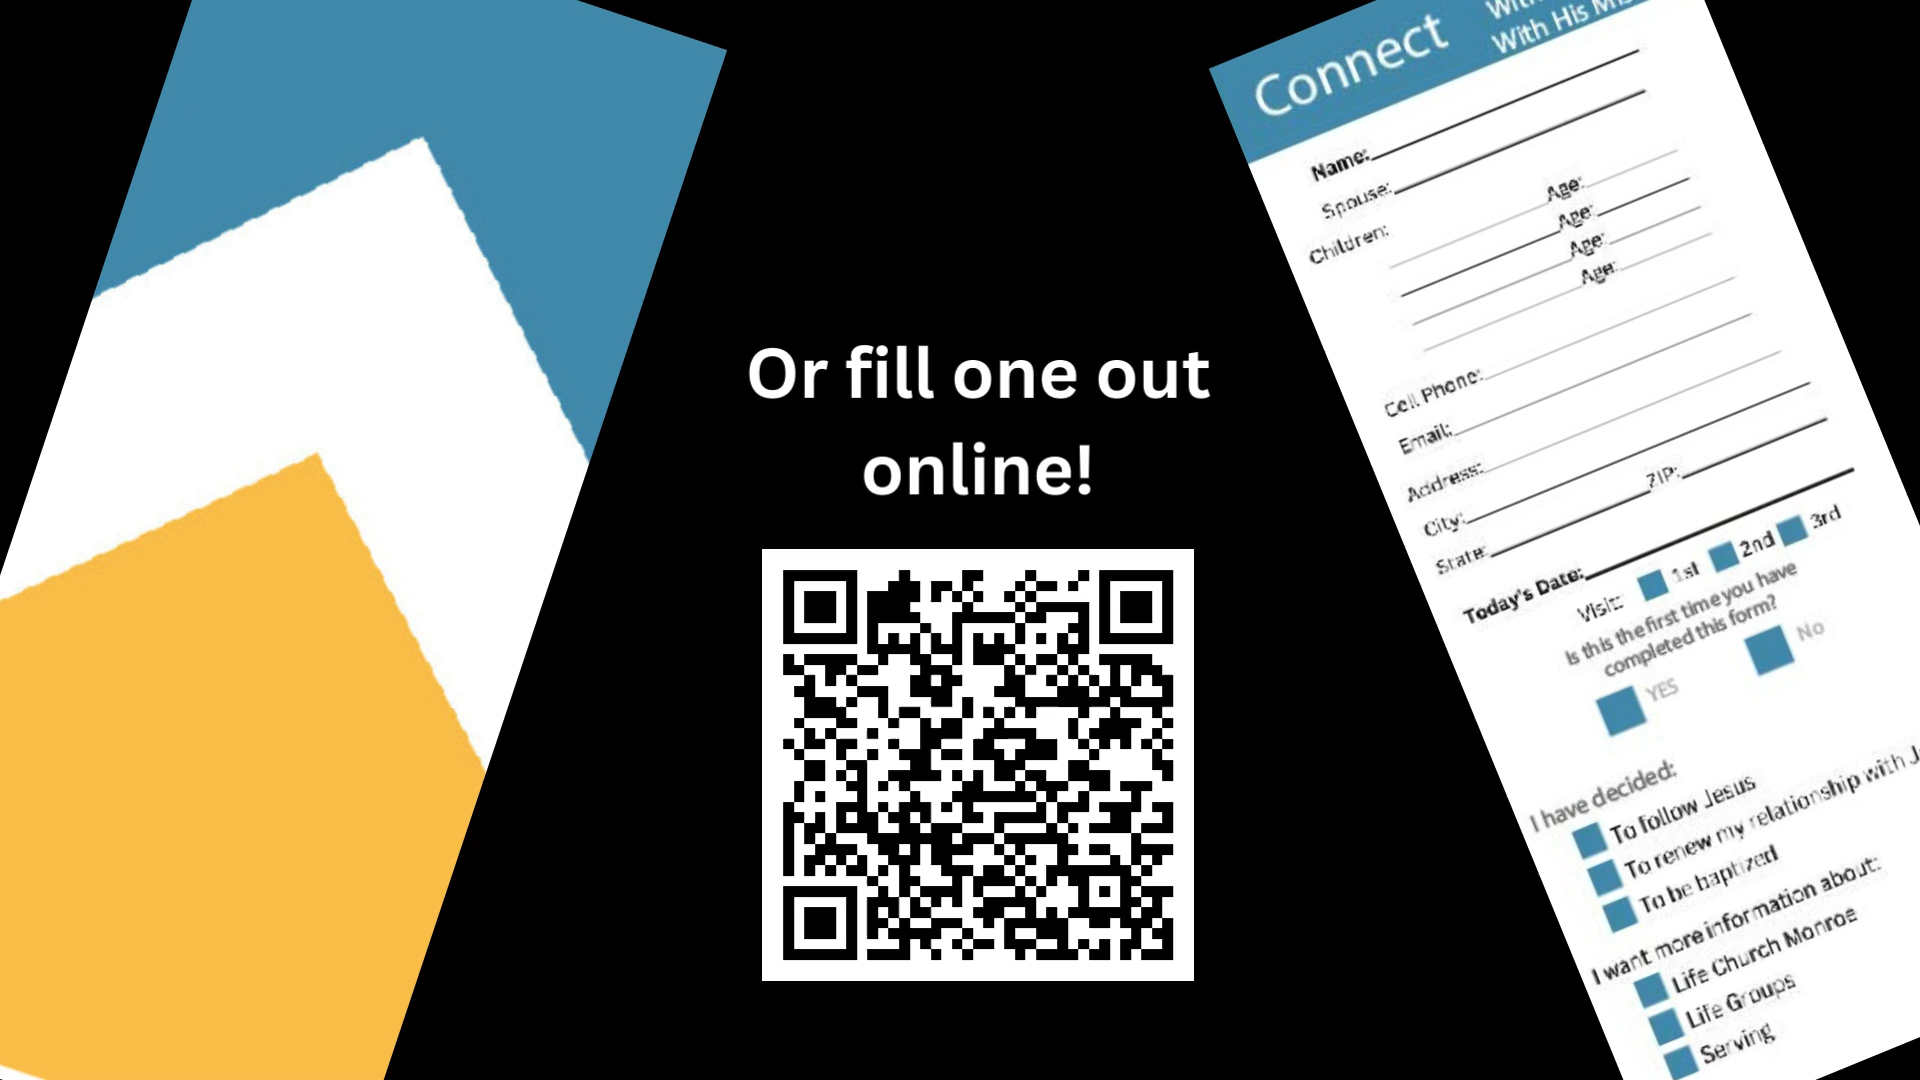 Or fill one out
online!
Connect
With His
Name:
Spouse:
Children:
Age:
Age:
Age:
Age:
Cell Phone:
Email:
Address:
City:
State: ZIP:
Today's Date:
Visit: 1st 2nd 3rd
Is this the first time you have
completed this form?
YES No
I have decided:
To follow Jesus
To renew my relationship with
To be baptized
I want more information about:
Life Church Monroe
Life Groups
Serving